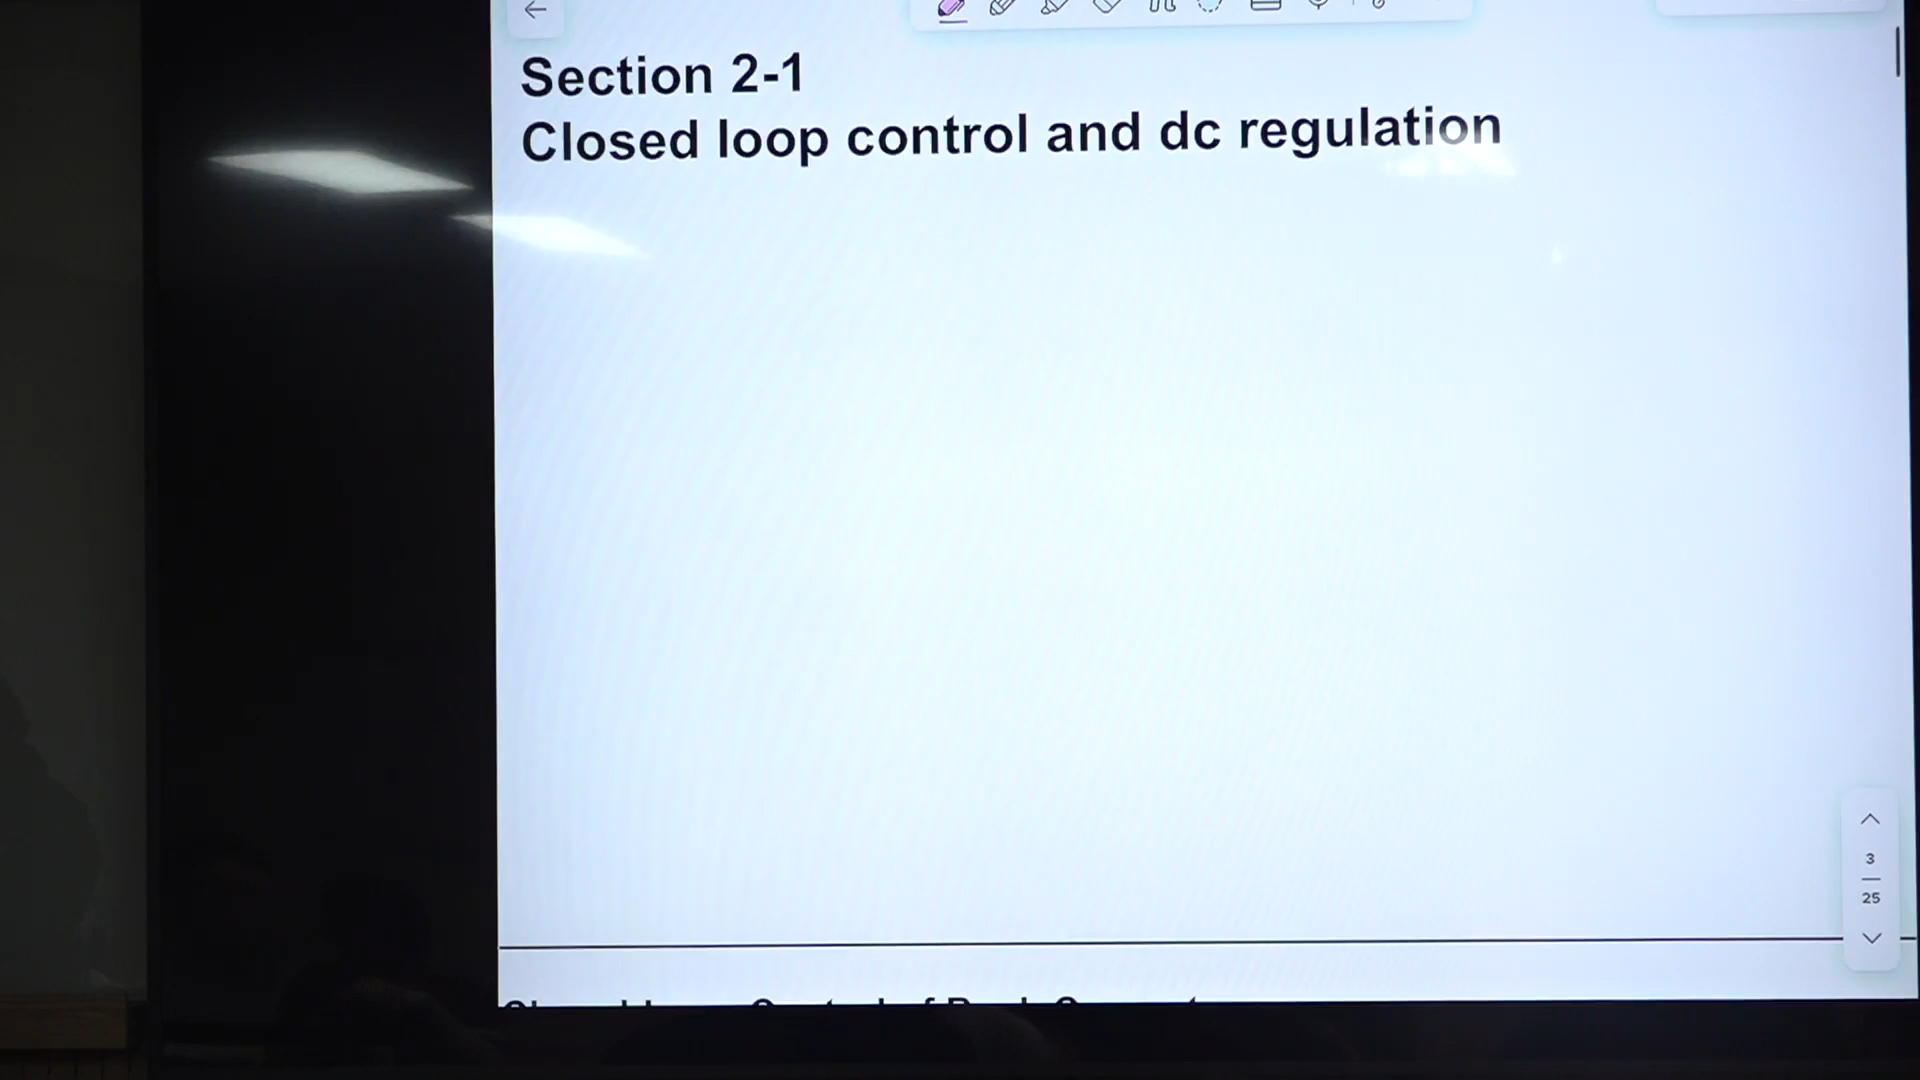 Section 2-1
Closed loop control and dc regulation
3
25